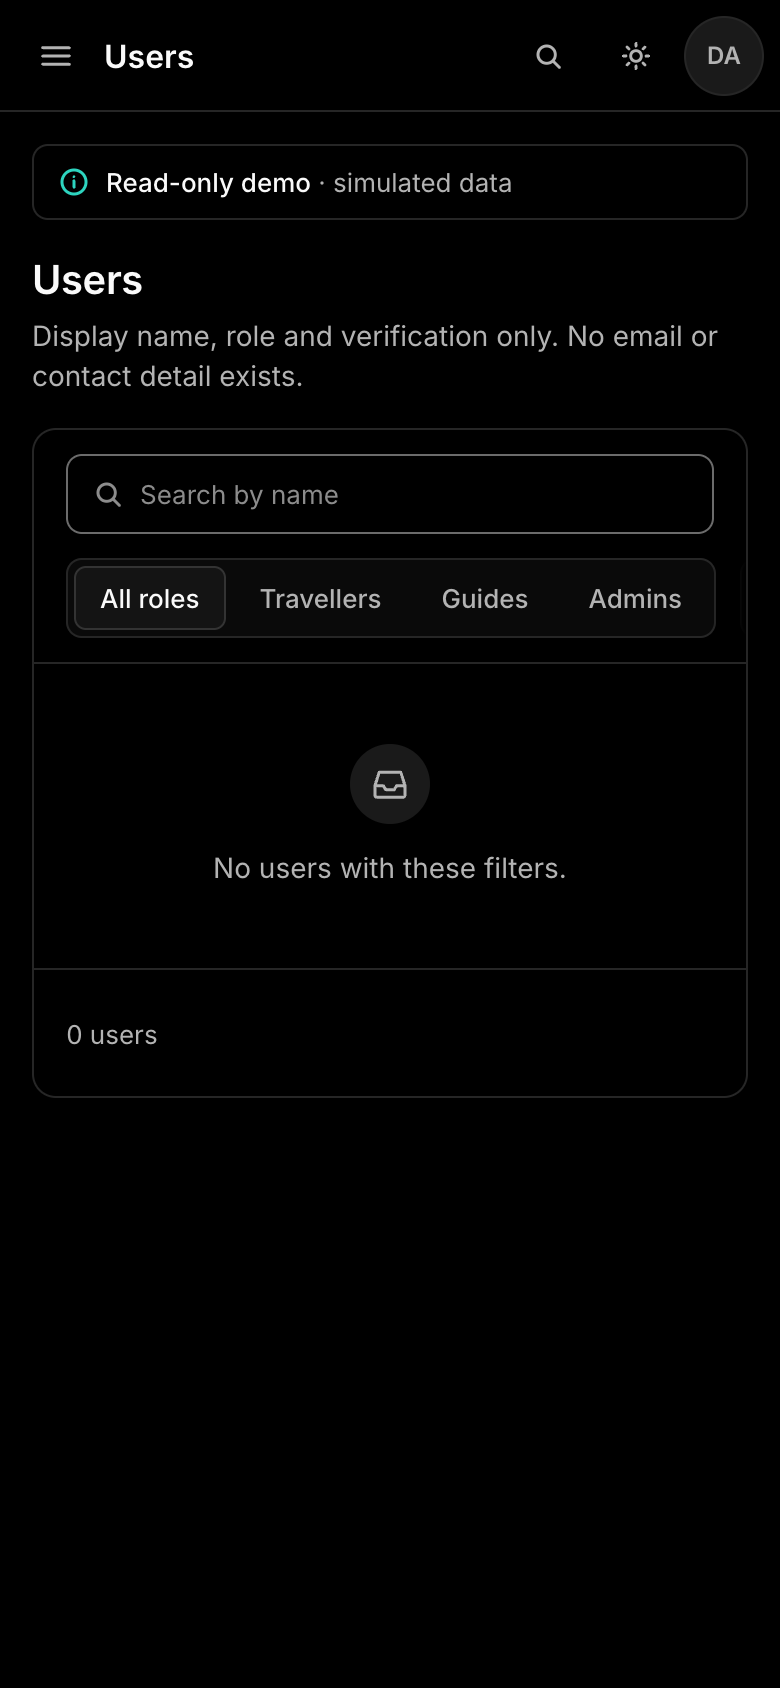 Users
DA
Read-only demo · simulated data
Users
Display name, role and verification only. No email or
contact detail exists.
Search by name
All roles Travellers Guides Admins
No users with these filters.
0 users